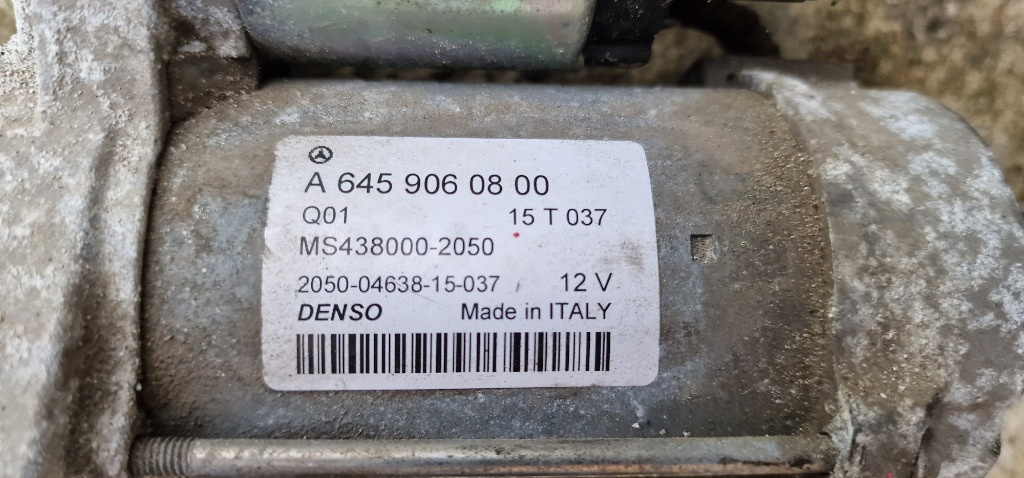 A 645 906 08 00
Q01 15 T 037
MS438000-2050
2050-04638-15-037 12 V
DENSO Made in ITALY